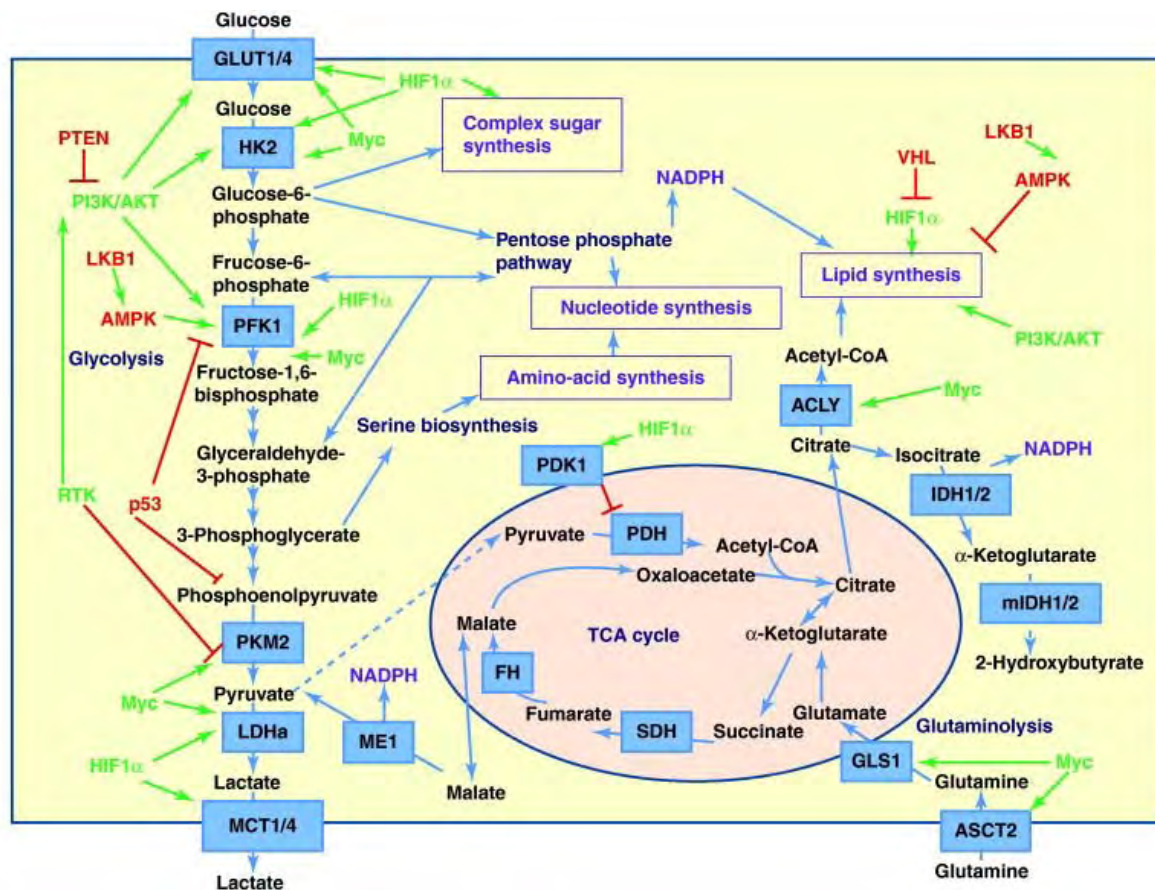 Glucose
GLUT1/4
Glucose
HIF1α
Myc
HK2
Complex sugar
synthesis
PTEN
PI3K/AKT
Glucose-6-
phosphate
NADPH
VHL
LKB1
AMPK
HIF1α
Pentose phosphate
pathway
Lipid synthesis
LKB1
AMPK
Frucose-6-
phosphate
HIF1α
PFK1
Myc
Nucleotide synthesis
PI3K/AKT
Glycolysis
Fructose-1,6-
bisphosphate
Amino-acid synthesis
Acetyl-CoA
ACLY
Myc
Serine biosynthesis
Citrate
Glyceraldehyde-
3-phosphate
HIF1α
PDK1
Isocitrate
NADPH
IDH1/2
RTK
p53
3-Phosphoglycerate
Pyruvate
PDH
Acetyl-CoA
α-Ketoglutarate
Oxaloacetate
Citrate
Phosphoenolpyruvate
mIDH1/2
PKM2
Malate
TCA cycle
α-Ketoglutarate
2-Hydroxybutyrate
Myc
Pyruvate
NADPH
FH
Fumarate
SDH
Succinate
Glutamate
Glutaminolysis
LDHa
ME1
GLS1
Myc
HIF1α
Lactate
Malate
Glutamine
MCT1/4
ASCT2
Lactate
Glutamine